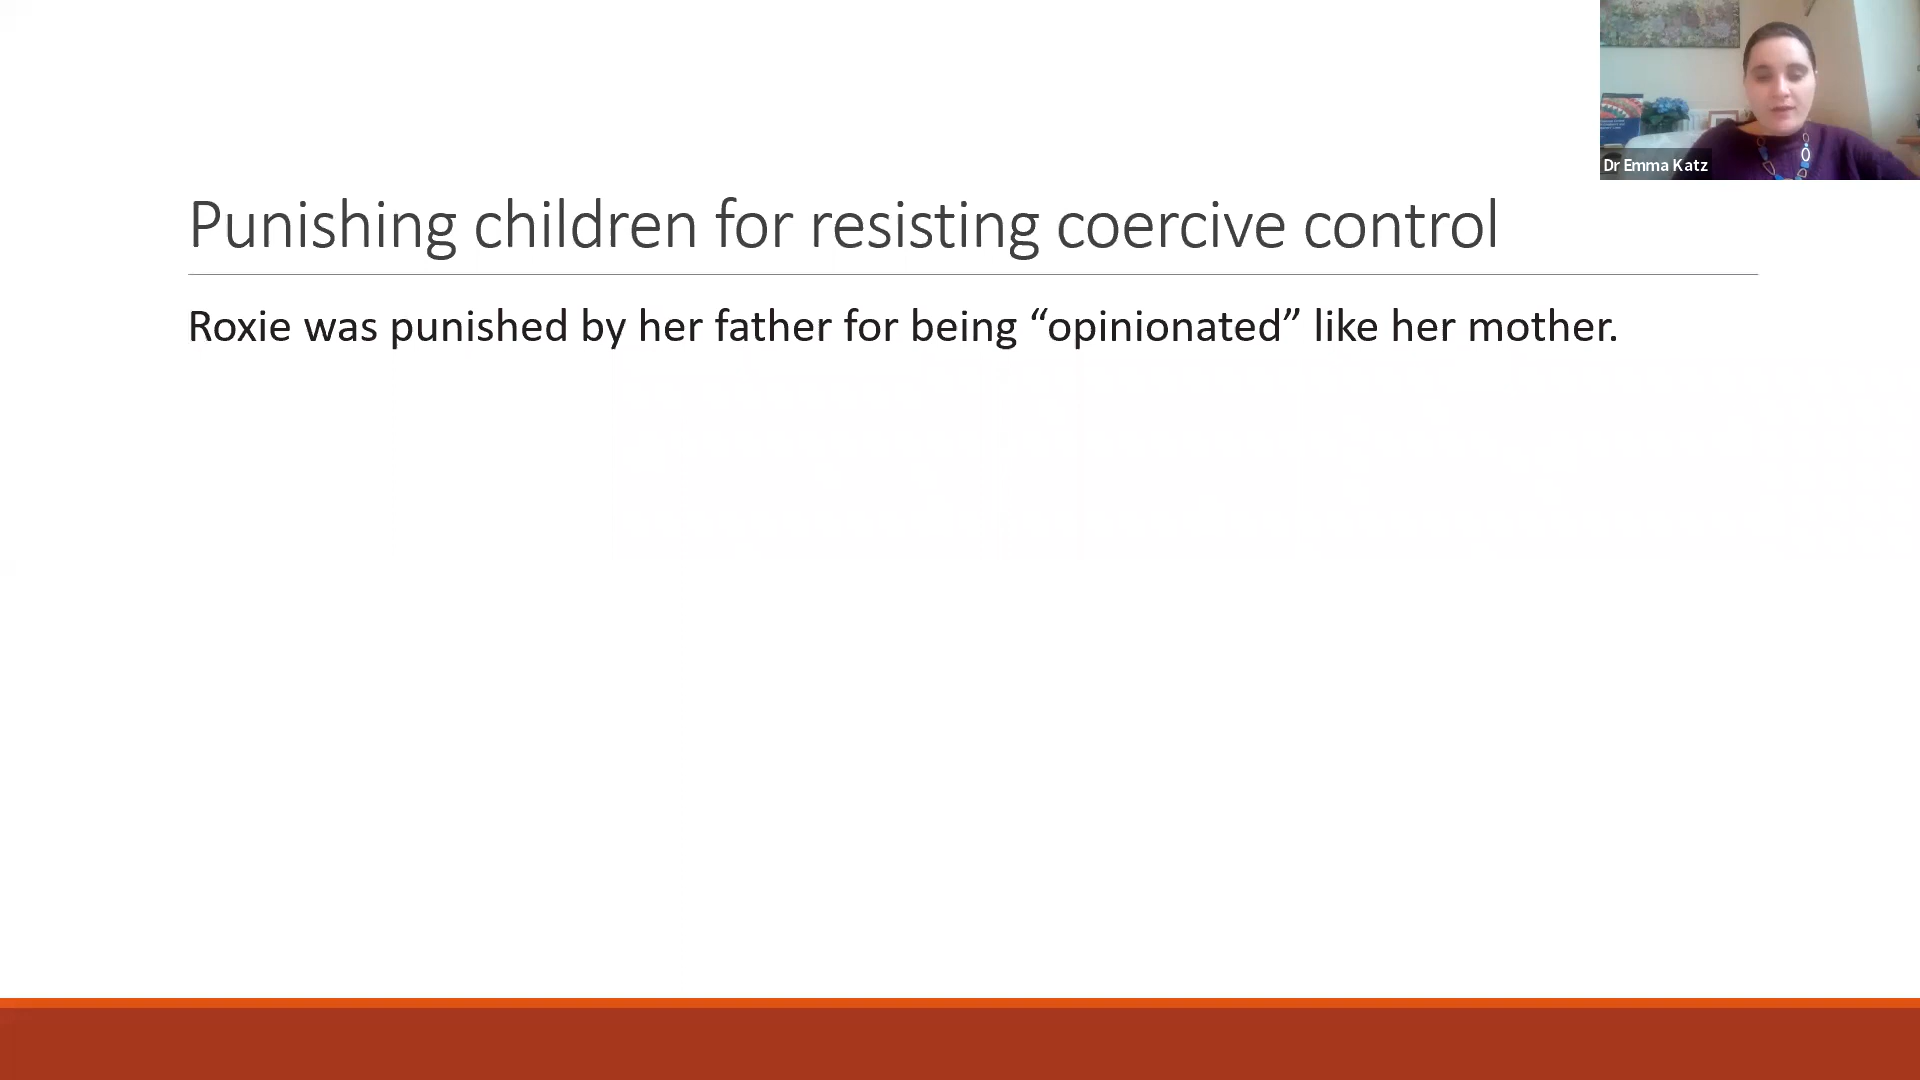 Dr Emma Katz
Punishing children for resisting coercive control
Roxie was punished by her father for being “opinionated” like her mother.